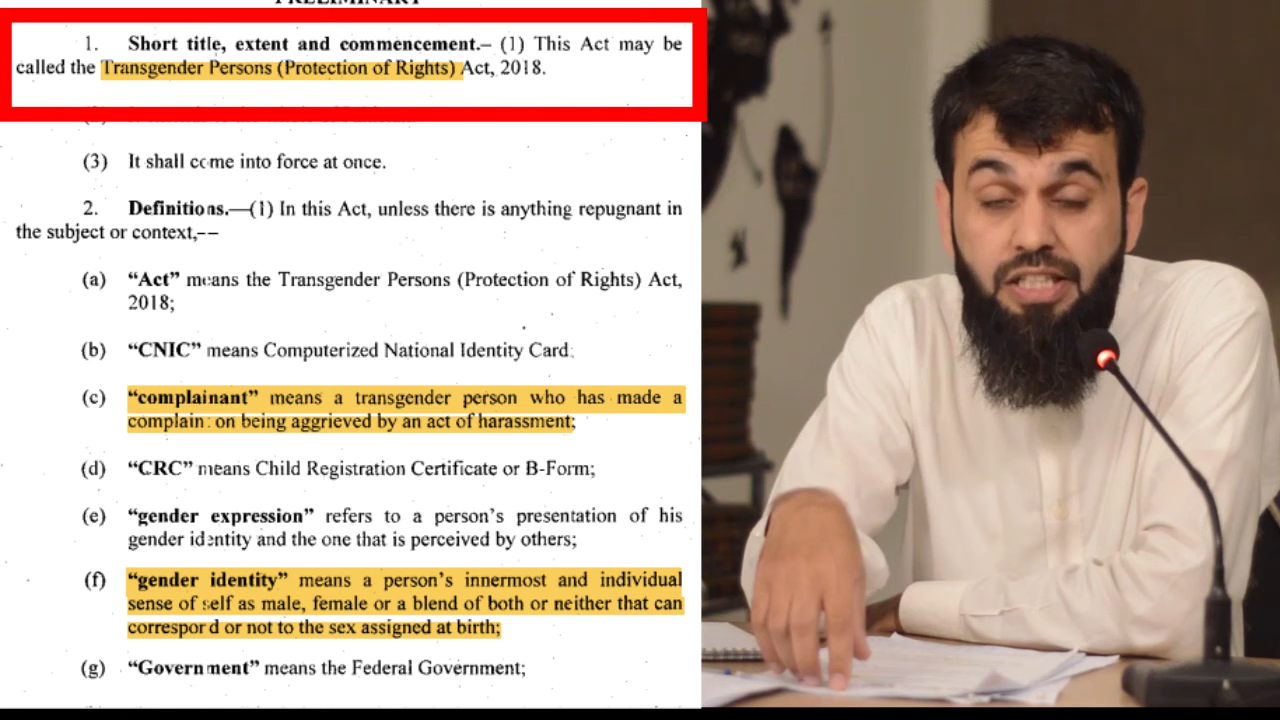 PRELIMINARY
1. Short title, extent and commencement.– (1) This Act may be
called the Transgender Persons (Protection of Rights) Act, 2018.
(3) It shall come into force at once.
2. Definitions.—(1) In this Act, unless there is anything repugnant in
the subject or context,––
(a) “Act” means the Transgender Persons (Protection of Rights) Act,
2018;
(b) “CNIC” means Computerized National Identity Card;
(c) “complainant” means a transgender person who has made a
complaint on being aggrieved by an act of harassment;
(d) “CRC” means Child Registration Certificate or B-Form;
(e) “gender expression” refers to a person’s presentation of his
gender identity and the one that is perceived by others;
(f) “gender identity” means a person’s innermost and individual
sense of self as male, female or a blend of both or neither that can
correspond or not to the sex assigned at birth;
(g) “Government” means the Federal Government;